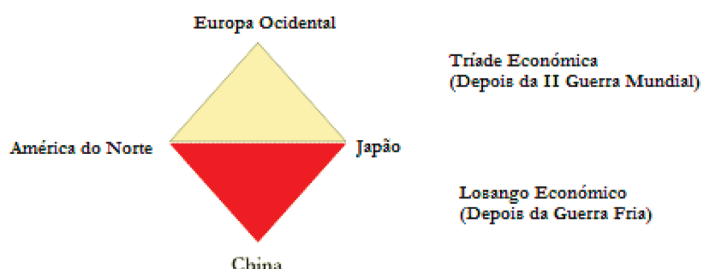 Europa Ocidental
Tríade Económica
(Depois da II Guerra Mundial)
América do Norte
Japão
Losango Económico
(Depois da Guerra Fria)
China